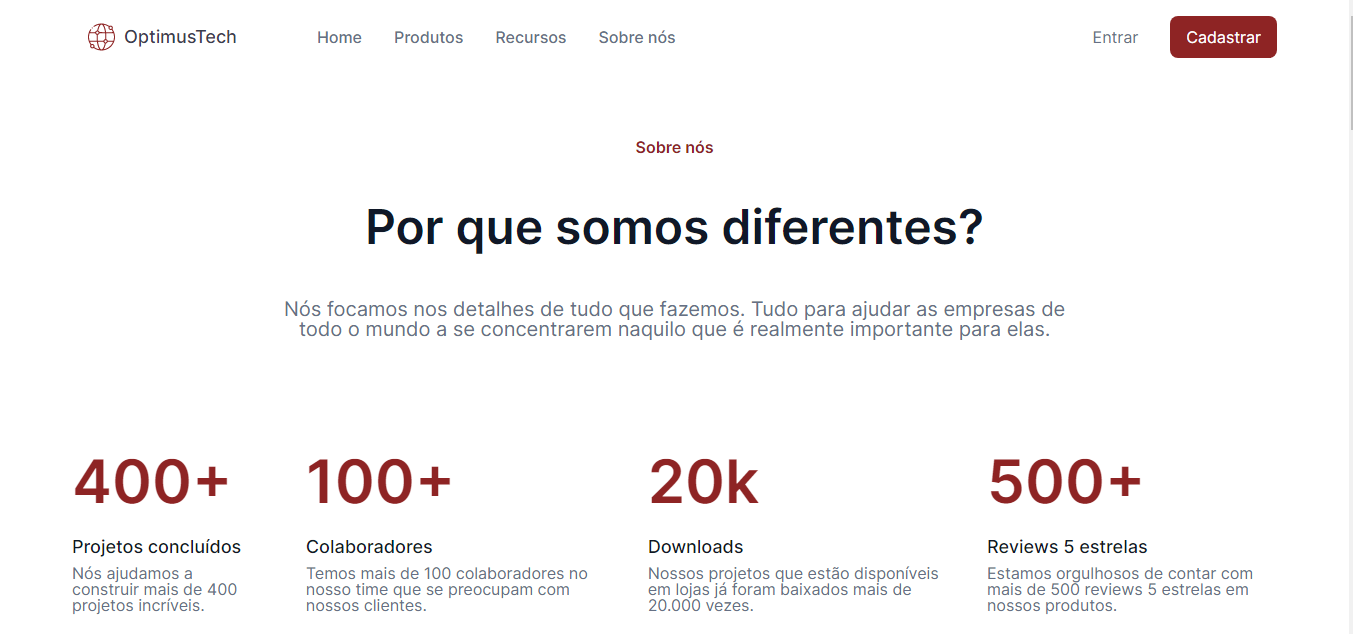 OptimusTech
Home
Produtos
Recursos
Sobre nós
Entrar
Cadastrar
Sobre nós
Por que somos diferentes?
Nós focamos nos detalhes de tudo que fazemos. Tudo para ajudar as empresas de
todo o mundo a se concentrarem naquilo que é realmente importante para elas.
400+
Projetos concluídos
Nós ajudamos a
construir mais de 400
projetos incríveis.
100+
Colaboradores
Temos mais de 100 colaboradores no
nosso time que se preocupam com
nossos clientes.
20k
Downloads
Nossos projetos que estão disponíveis
em lojas já foram baixados mais de
20.000 vezes.
500+
Reviews 5 estrelas
Estamos orgulhosos de contar com
mais de 500 reviews 5 estrelas em
nossos produtos.